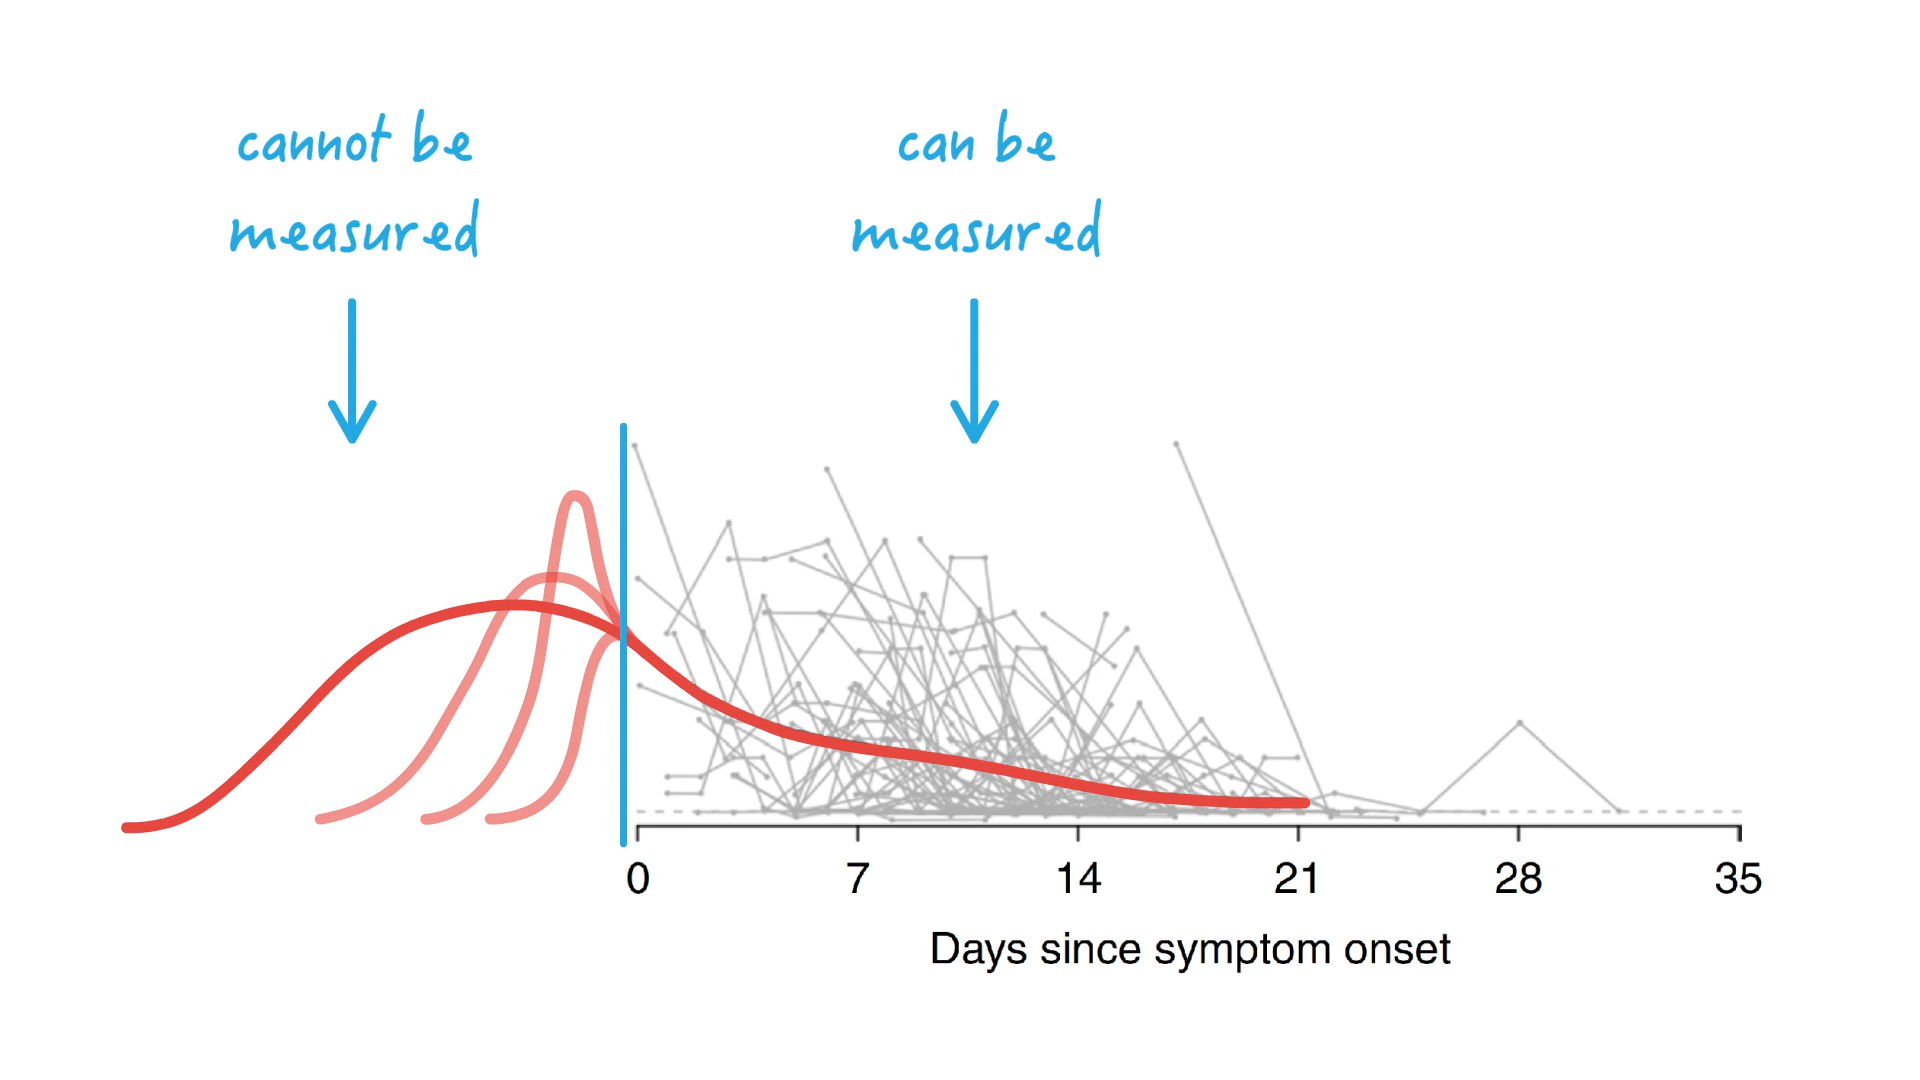 cannot be
measured
can be
measured
0 7 14 21 28 35
Days since symptom onset